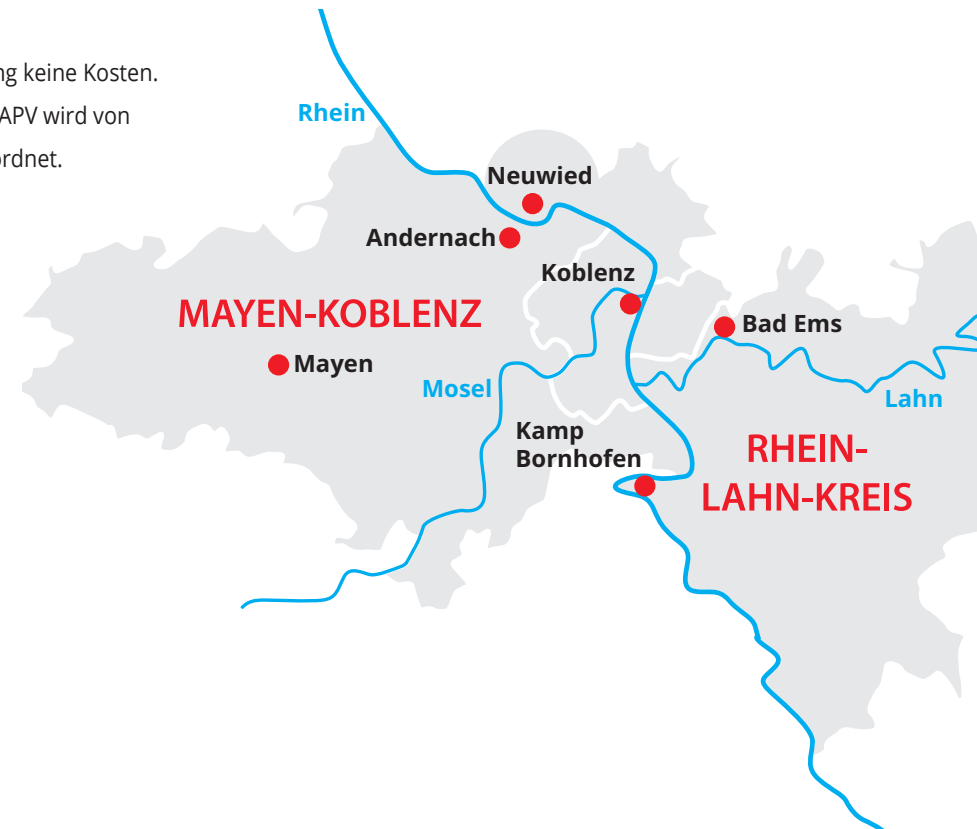 ng keine Kosten.
APV wird von
rdnet.
Rhein
Neuwied
Andernach
Koblenz
MAYEN-KOBLENZ
Bad Ems
Mayen
Mosel
Lahn
Kamp
Bornhofen
RHEIN-
LAHN-KREIS